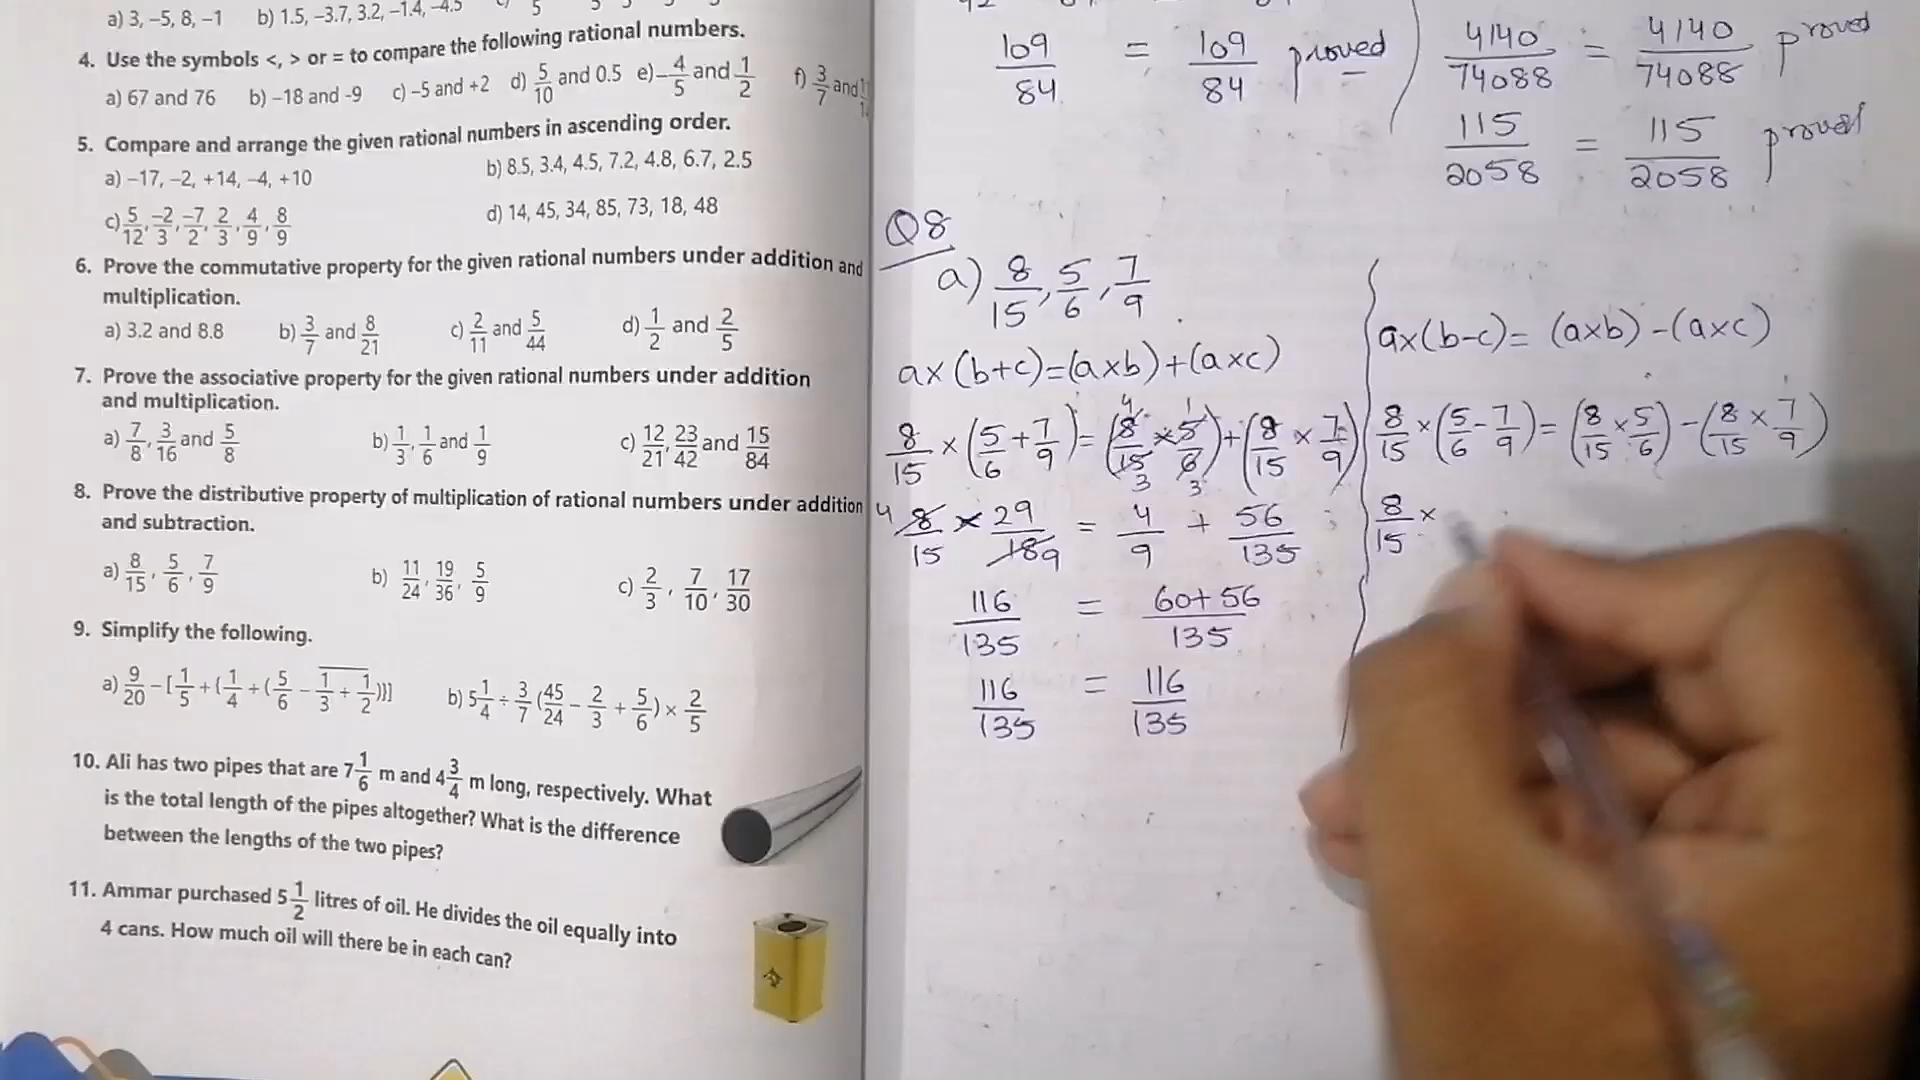 a) 3, –5, 8, –1 b) 1.5, –3.7, 3.2, –1.4, –4.5
4. Use the symbols <, > or = to compare the following rational numbers.
a) 67 and 76 b) –18 and -9 c) –5 and +2 d) 5/10 and 0.5 e) –4/5 and 1/2 f) 3/7 and
5. Compare and arrange the given rational numbers in ascending order.
a) –17, –2, +14, –4, +10 b) 8.5, 3.4, 4.5, 7.2, 4.8, 6.7, 2.5
c) 5/12, –2/3, –7/2, 2/3, 4/9, 8/9 d) 14, 45, 34, 85, 73, 18, 48
6. Prove the commutative property for the given rational numbers under addition and
multiplication.
a) 3.2 and 8.8 b) 3/7 and 8/21 c) 2/11 and 5/44 d) 1/2 and 2/5
7. Prove the associative property for the given rational numbers under addition
and multiplication.
a) 7/8, 3/16 and 5/8 b) 1/3, 1/6 and 1/9 c) 12/21, 23/42 and 15/84
8. Prove the distributive property of multiplication of rational numbers under addition
and subtraction.
a) 8/15, 5/6, 7/9 b) 11/24, 19/36, 5/9 c) 2/3, 7/10, 17/30
9. Simplify the following.
a) 9/20 – [1/5 + {1/4 + (5/6 – 1/3 + 1/2)}] b) 5 1/4 ÷ 3/7 (45/24 – 2/3 + 5/6) × 2/5
10. Ali has two pipes that are 7 1/6 m and 4 3/4 m long, respectively. What
is the total length of the pipes altogether? What is the difference
between the lengths of the two pipes?
11. Ammar purchased 5 1/2 litres of oil. He divides the oil equally into
4 cans. How much oil will there be in each can?
109/84 = 109/84 proved
4140/74088 = 4140/74088 proved
115/2058 = 115/2058 proved
Q8
a) 8/15, 5/6, 7/9
a×(b+c)=(a×b)+(a×c)
8/15 × (5/6 + 7/9) = (8/15 × 5/6) + (8/15 × 7/9)
4 1
3 3
4 8/15 × 29/18 9 = 4/9 + 56/135
116/135 = 60+56/135
116/135 = 116/135
a×(b-c)= (a×b) -(a×c)
8/15 × (5/6 - 7/9) = (8/15 × 5/6) - (8/15 × 7/9)
8/15 ×